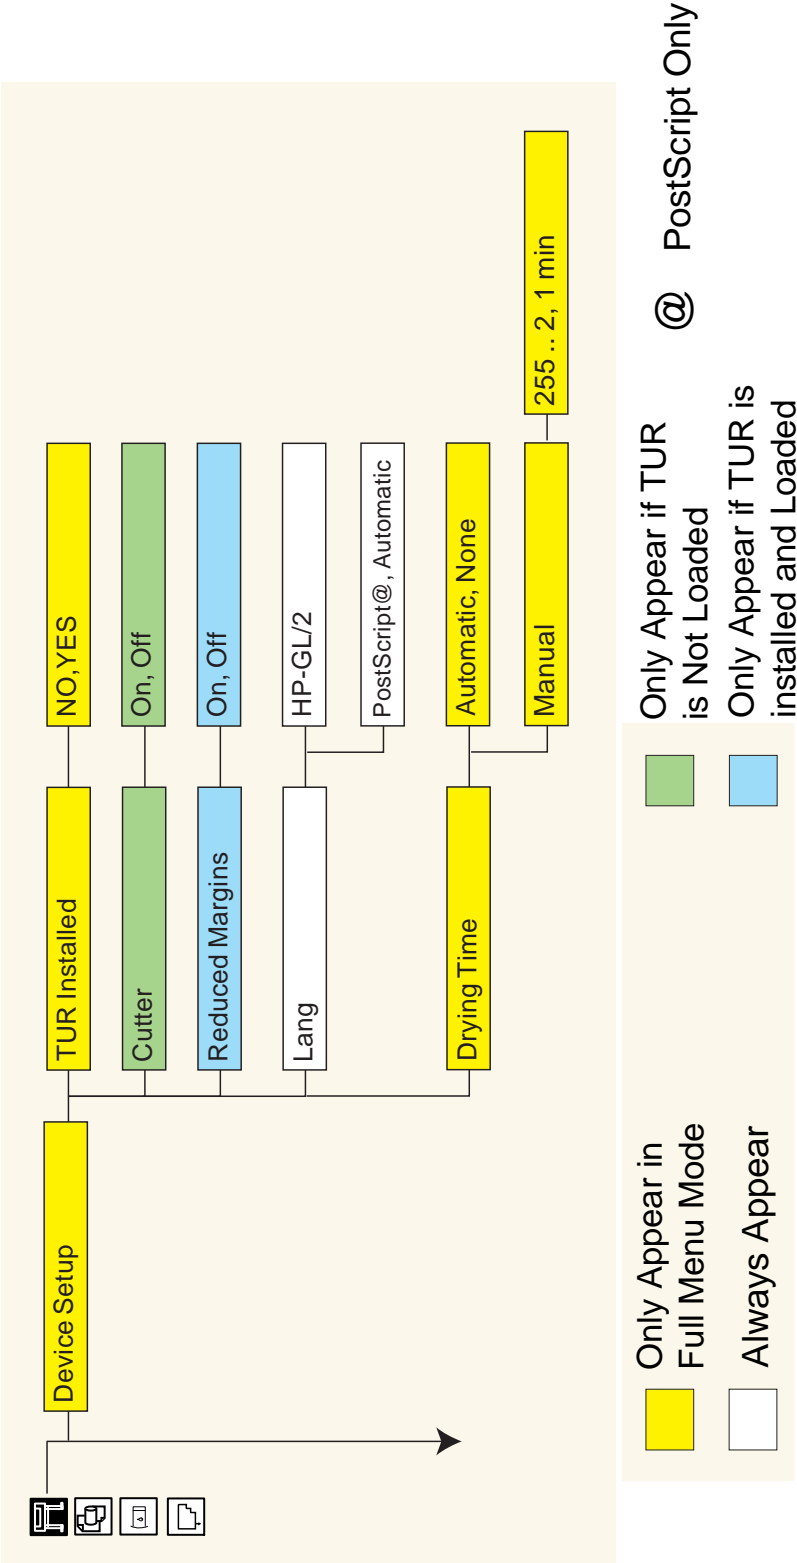 Device Setup
TUR Installed
NO,YES
Cutter
On, Off
Reduced Margins
On, Off
Lang
HP-GL/2
PostScript@, Automatic
Drying Time
Automatic, None
Manual
255 .. 2, 1 min
Only Appear in
Full Menu Mode
Always Appear
Only Appear if TUR
is Not Loaded
Only Appear if TUR is
installed and Loaded
@ PostScript Only